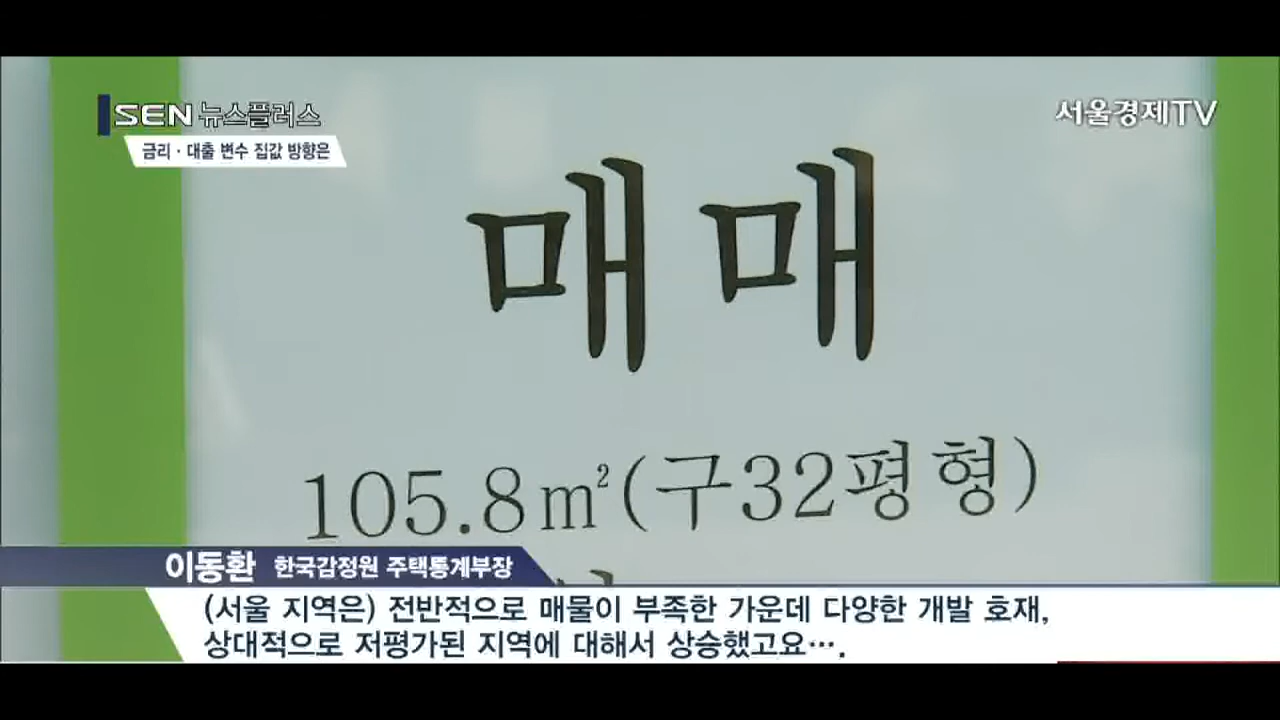 SEN 뉴스플러스
서울경제TV
금리·대출 변수 집값 방향은
매매
105.8㎡(구32평형)
이동환 한국감정원 주택통계부장
(서울 지역은) 전반적으로 매물이 부족한 가운데 다양한 개발 호재,
상대적으로 저평가된 지역에 대해서 상승했고요….